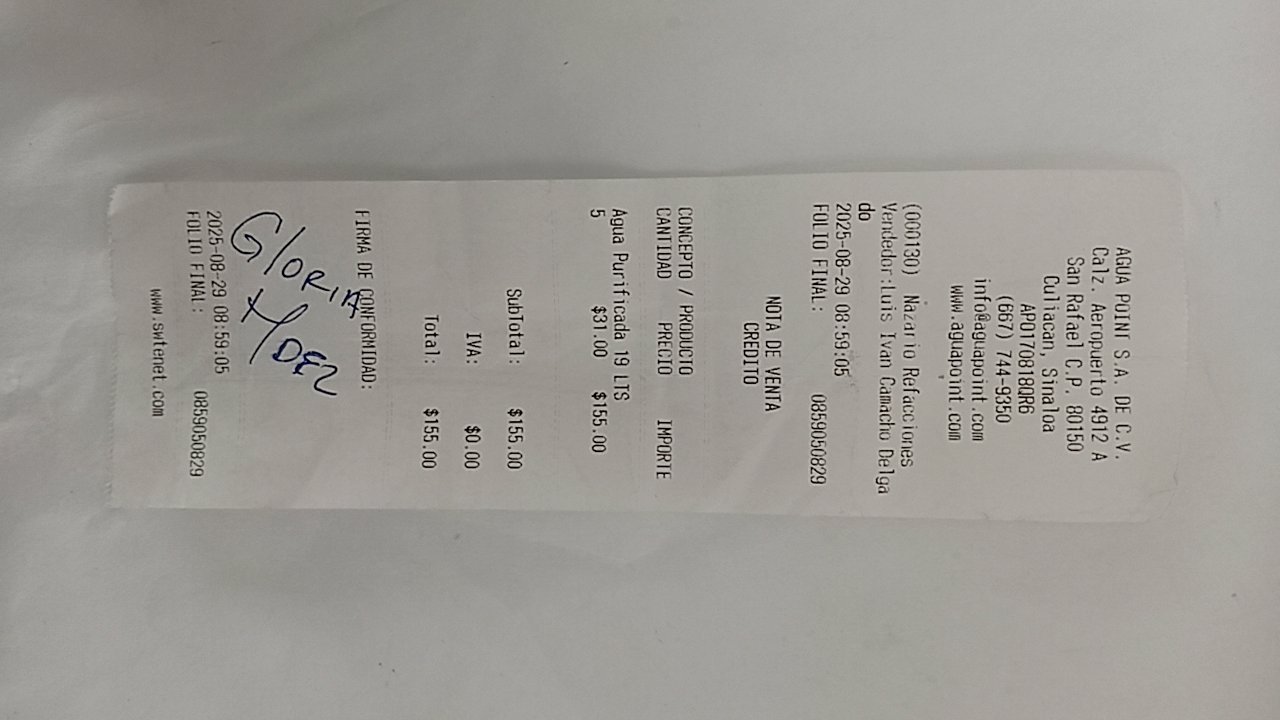 AGUA POINT S.A. DE C.V.
Calz. Aeropuerto 4912 A
San Rafael C.P. 80150
Culiacan, Sinaloa
APO170818QR6
(667) 744-9350
info@aguapoint.com
www.aguapoint.com
(000130) Nazario Refacciones
Vendedor:Luis Ivan Camacho Delga
do
2025-08-29 08:59:05
FOLIO FINAL: 0859050829
NOTA DE VENTA
CREDITO
CONCEPTO / PRODUCTO
CANTIDAD PRECIO IMPORTE
Agua Purificada 19 LTS
5 $31.00 $155.00
SubTotal: $155.00
IVA: $0.00
Total: $155.00
FIRMA DE CONFORMIDAD:
GlORIA
HDEZ
2025-08-29 08:59:05
FOLIO FINAL: 0859050829
www.swtenet.com